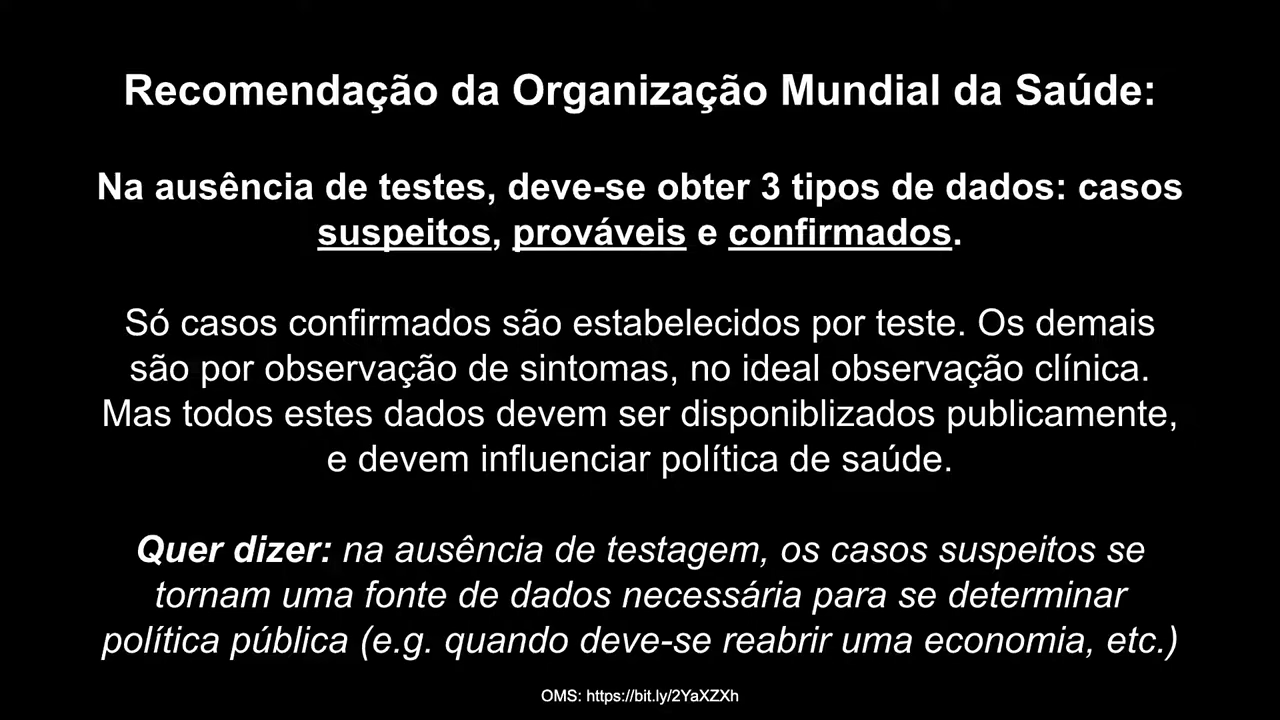 Recomendação da Organização Mundial da Saúde:
Na ausência de testes, deve-se obter 3 tipos de dados: casos
suspeitos, prováveis e confirmados.
Só casos confirmados são estabelecidos por teste. Os demais
são por observação de sintomas, no ideal observação clínica.
Mas todos estes dados devem ser disponiblizados publicamente,
e devem influenciar política de saúde.
Quer dizer: na ausência de testagem, os casos suspeitos se
tornam uma fonte de dados necessária para se determinar
política pública (e.g. quando deve-se reabrir uma economia, etc.)
OMS: https://bit.ly/2YaXZXh